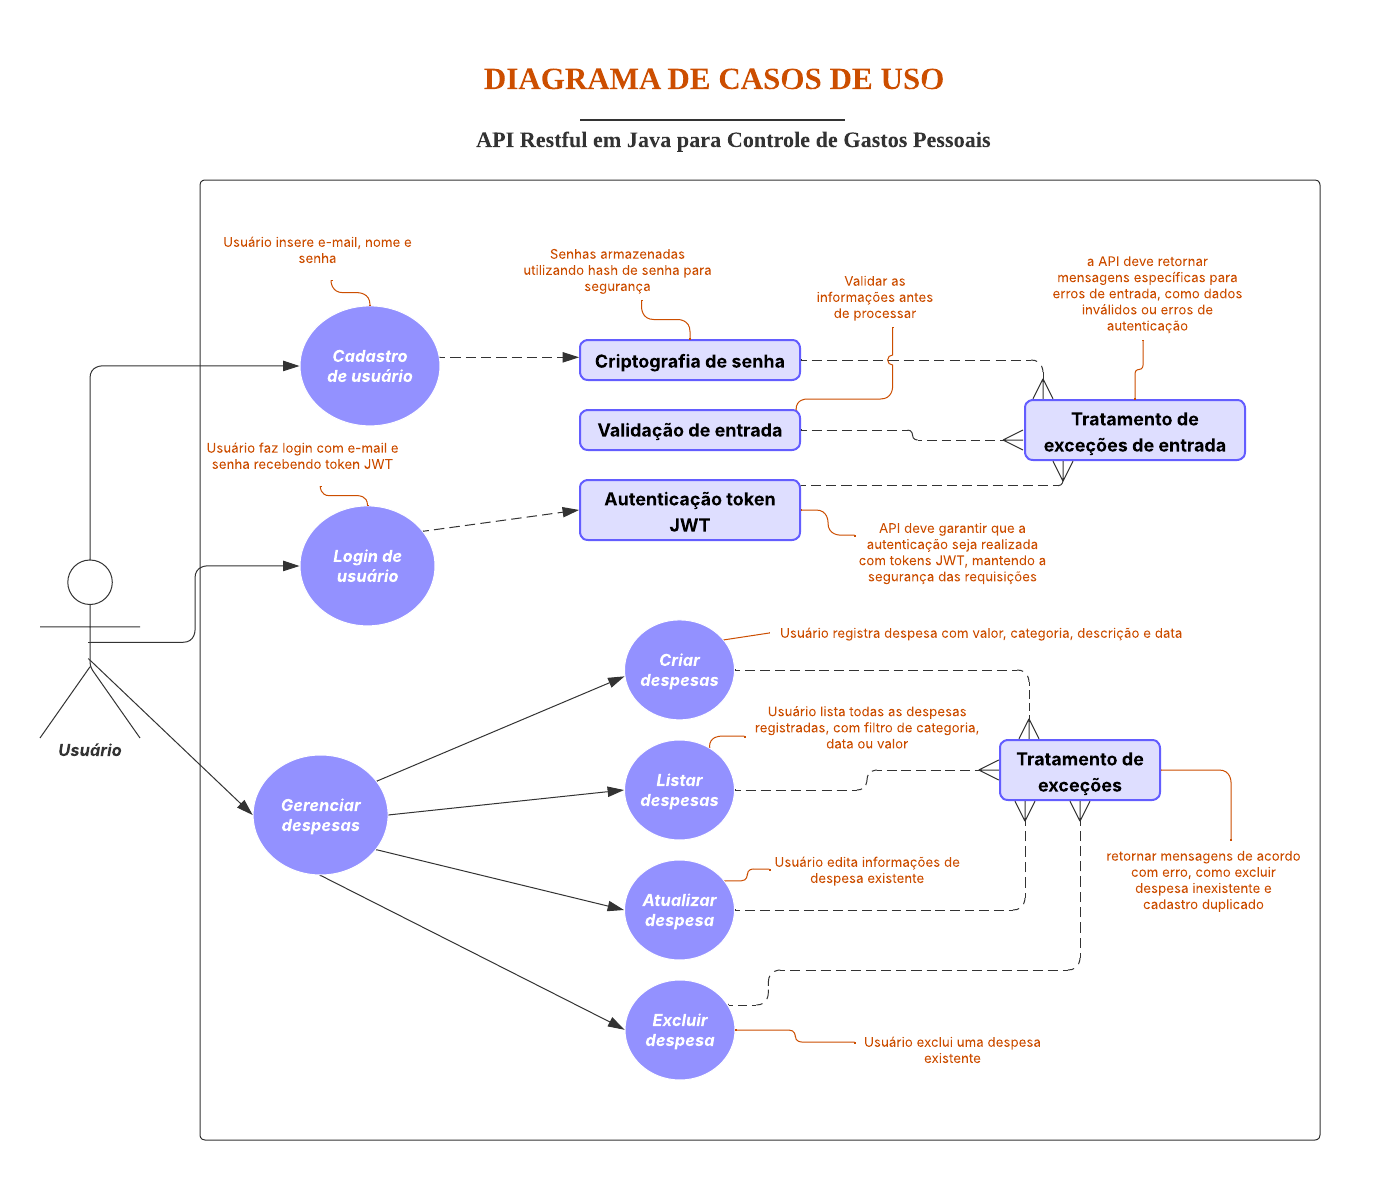 DIAGRAMA DE CASOS DE USO
API Restful em Java para Controle de Gastos Pessoais
Usuário insere e-mail, nome e
senha
Senhas armazenadas
utilizando hash de senha para
segurança
Validar as
informações antes
de processar
a API deve retornar
mensagens específicas para
erros de entrada, como dados
inválidos ou erros de
autenticação
Cadastro
de usuário
Criptografia de senha
Validação de entrada
Tratamento de
exceções de entrada
Usuário faz login com e-mail e
senha recebendo token JWT
Autenticação token
JWT
API deve garantir que a
autenticação seja realizada
com tokens JWT, mantendo a
segurança das requisições
Login de
usuário
Usuário
Criar
despesas
Usuário registra despesa com valor, categoria, descrição e data
Usuário lista todas as despesas
registradas, com filtro de categoria,
data ou valor
Listar
despesas
Tratamento de
exceções
Gerenciar
despesas
Usuário edita informações de
despesa existente
retornar mensagens de acordo
com erro, como excluir
despesa inexistente e
cadastro duplicado
Atualizar
despesa
Excluir
despesa
Usuário exclui uma despesa
existente